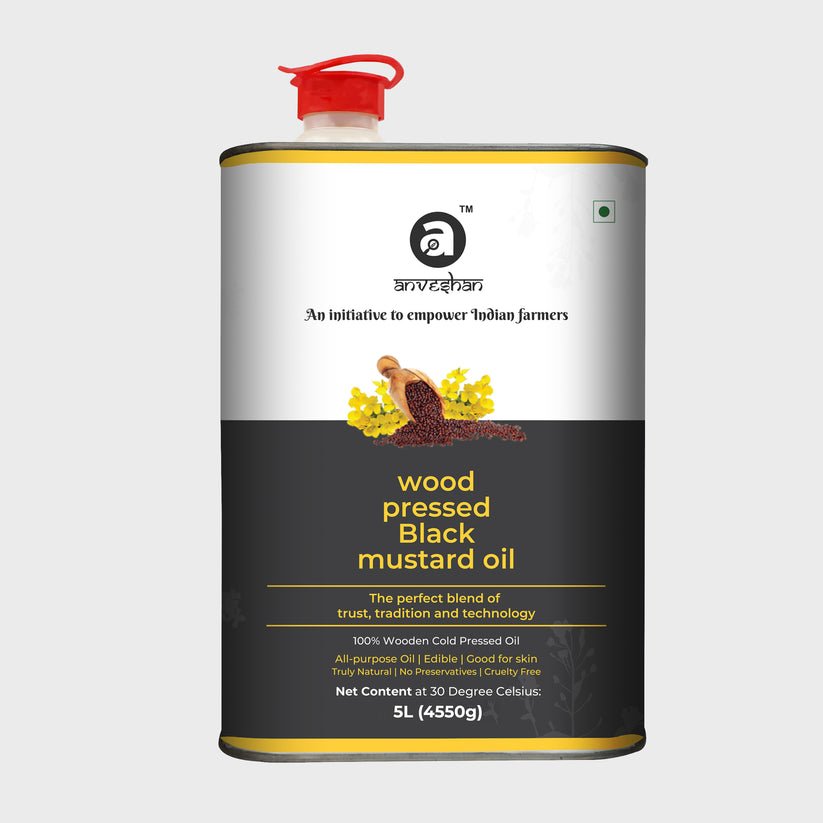 TM
a
anveshan
An initiative to empower Indian farmers
wood
pressed
Black
mustard oil
The perfect blend of
trust, tradition and technology
100% Wooden Cold Pressed Oil
All-purpose Oil | Edible | Good for skin
Truly Natural | No Preservatives | Cruelty Free
Net Content at 30 Degree Celsius:
5L (4550g)